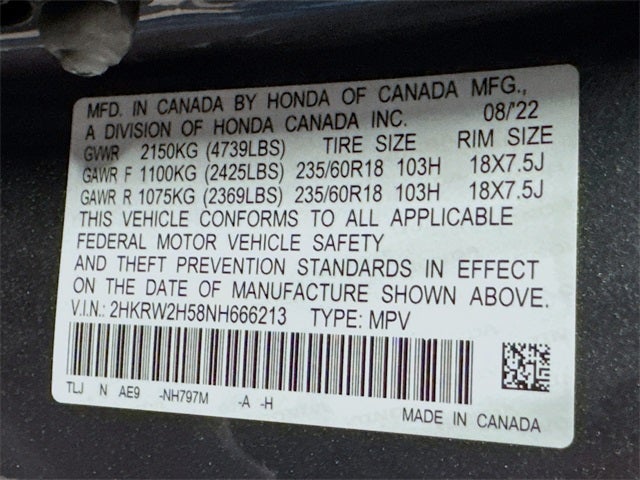 MFD. IN CANADA BY HONDA OF CANADA MFG.,
A DIVISION OF HONDA CANADA INC. 08/'22
GVWR 2150KG (4739LBS) TIRE SIZE RIM SIZE
GAWR F 1100KG (2425LBS) 235/60R18 103H 18X7.5J
GAWR R 1075KG (2369LBS) 235/60R18 103H 18X7.5J
THIS VEHICLE CONFORMS TO ALL APPLICABLE
FEDERAL MOTOR VEHICLE SAFETY
AND THEFT PREVENTION STANDARDS IN EFFECT
ON THE DATE OF MANUFACTURE SHOWN ABOVE.
V.I.N.: 2HKRW2H58NH666213 TYPE: MPV
TLJ N AE9 -NH797M -A -H
MADE IN CANADA